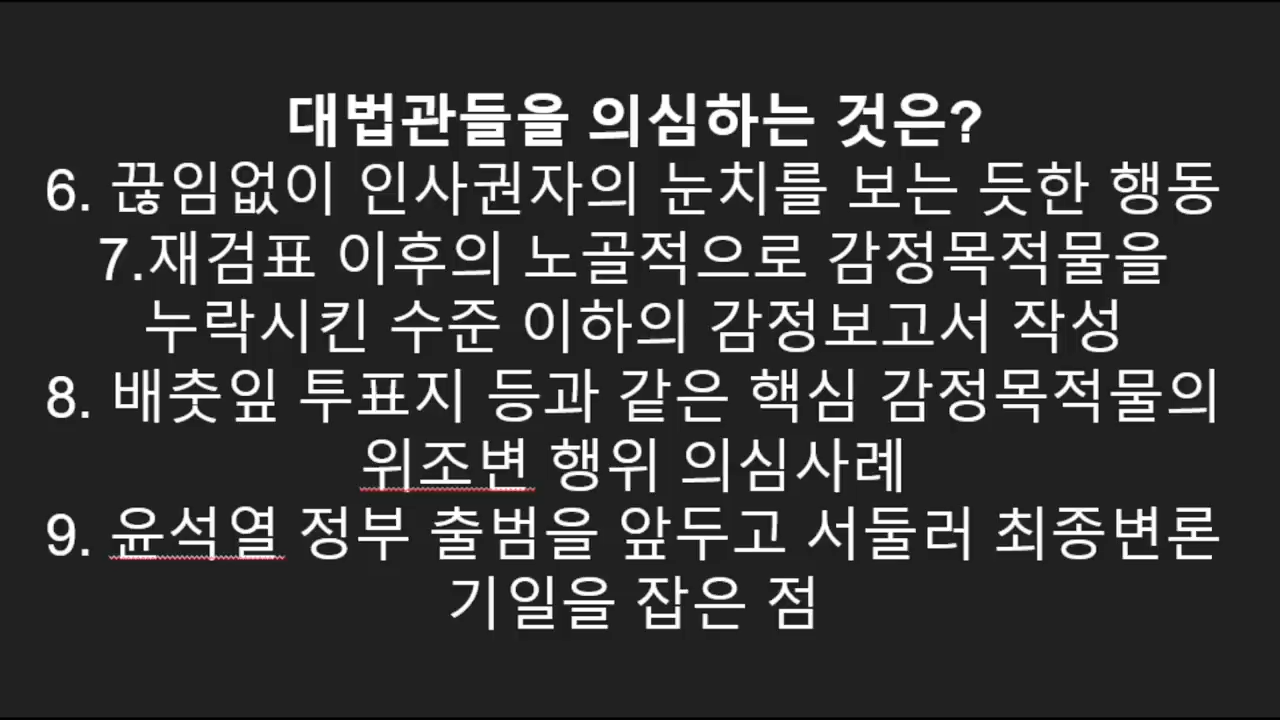 대법관들을 의심하는 것은?
6. 끊임없이 인사권자의 눈치를 보는 듯한 행동
7.재검표 이후의 노골적으로 감정목적물을
누락시킨 수준 이하의 감정보고서 작성
8. 배춧잎 투표지 등과 같은 핵심 감정목적물의
위조변 행위 의심사례
9. 윤석열 정부 출범을 앞두고 서둘러 최종변론
기일을 잡은 점